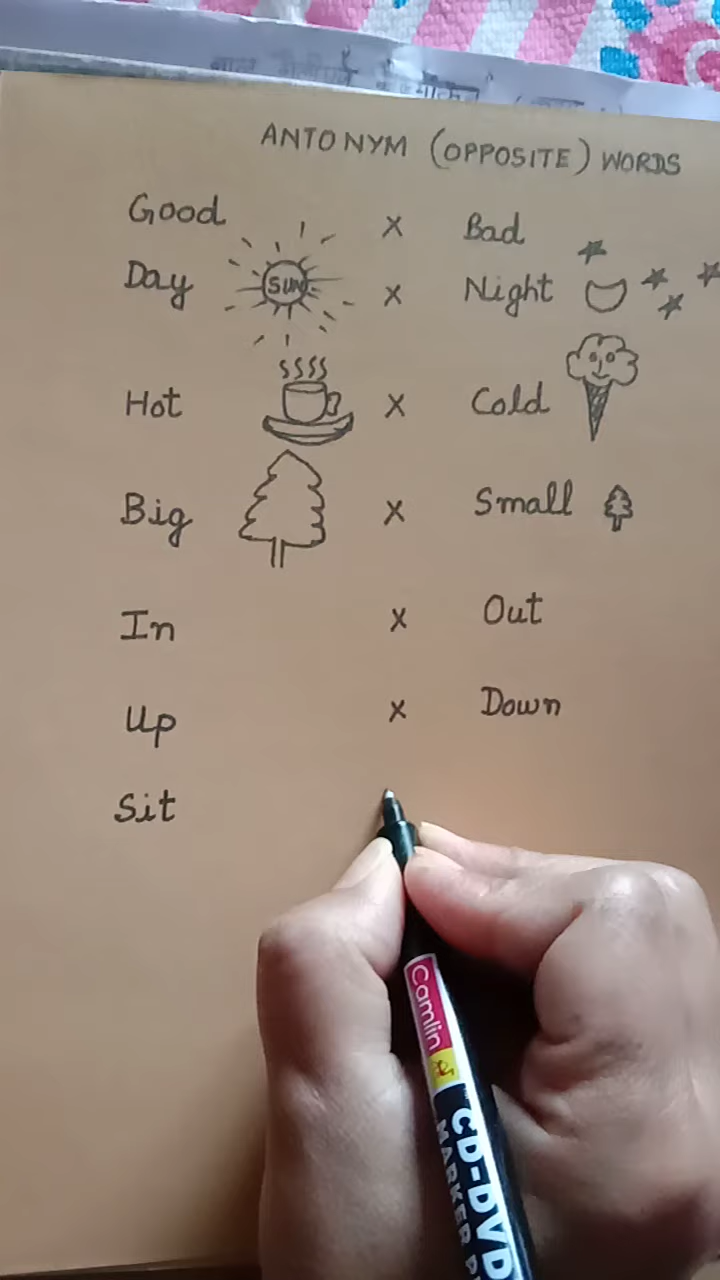 ANTONYM (OPPOSITE) WORDS
Good × Bad
Day SUN × Night
Hot × Cold
Big × Small
In × Out
Up × Down
Sit
Camlin
CD-DVD
MARKER